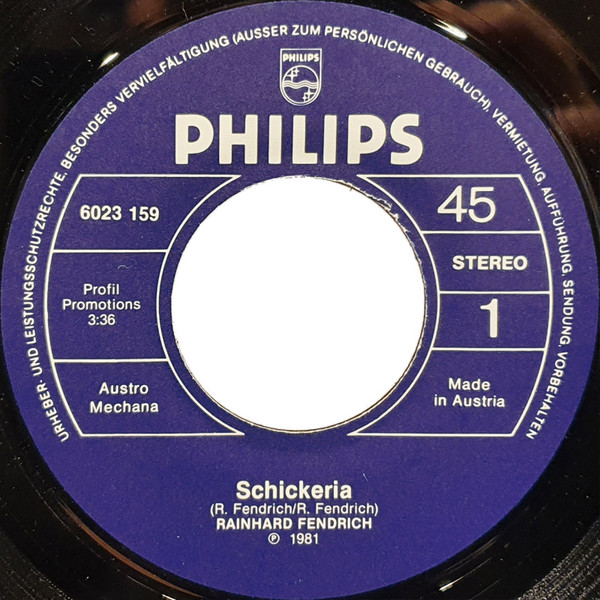 URHEBER- UND LEISTUNGSSCHUTZRECHTE, BESONDERS VERVIELFÄLTIGUNG (AUSSER ZUM PERSÖNLICHEN GEBRAUCH), VERMIETUNG, AUFFÜHRUNG, SENDUNG, VORBEHALTEN
PHILIPS
PHILIPS
6023 159
Profil
Promotions
3:36
Austro
Mechana
45
STEREO
1
Made
in Austria
Schickeria
(R. Fendrich/R. Fendrich)
RAINHARD FENDRICH
℗ 1981